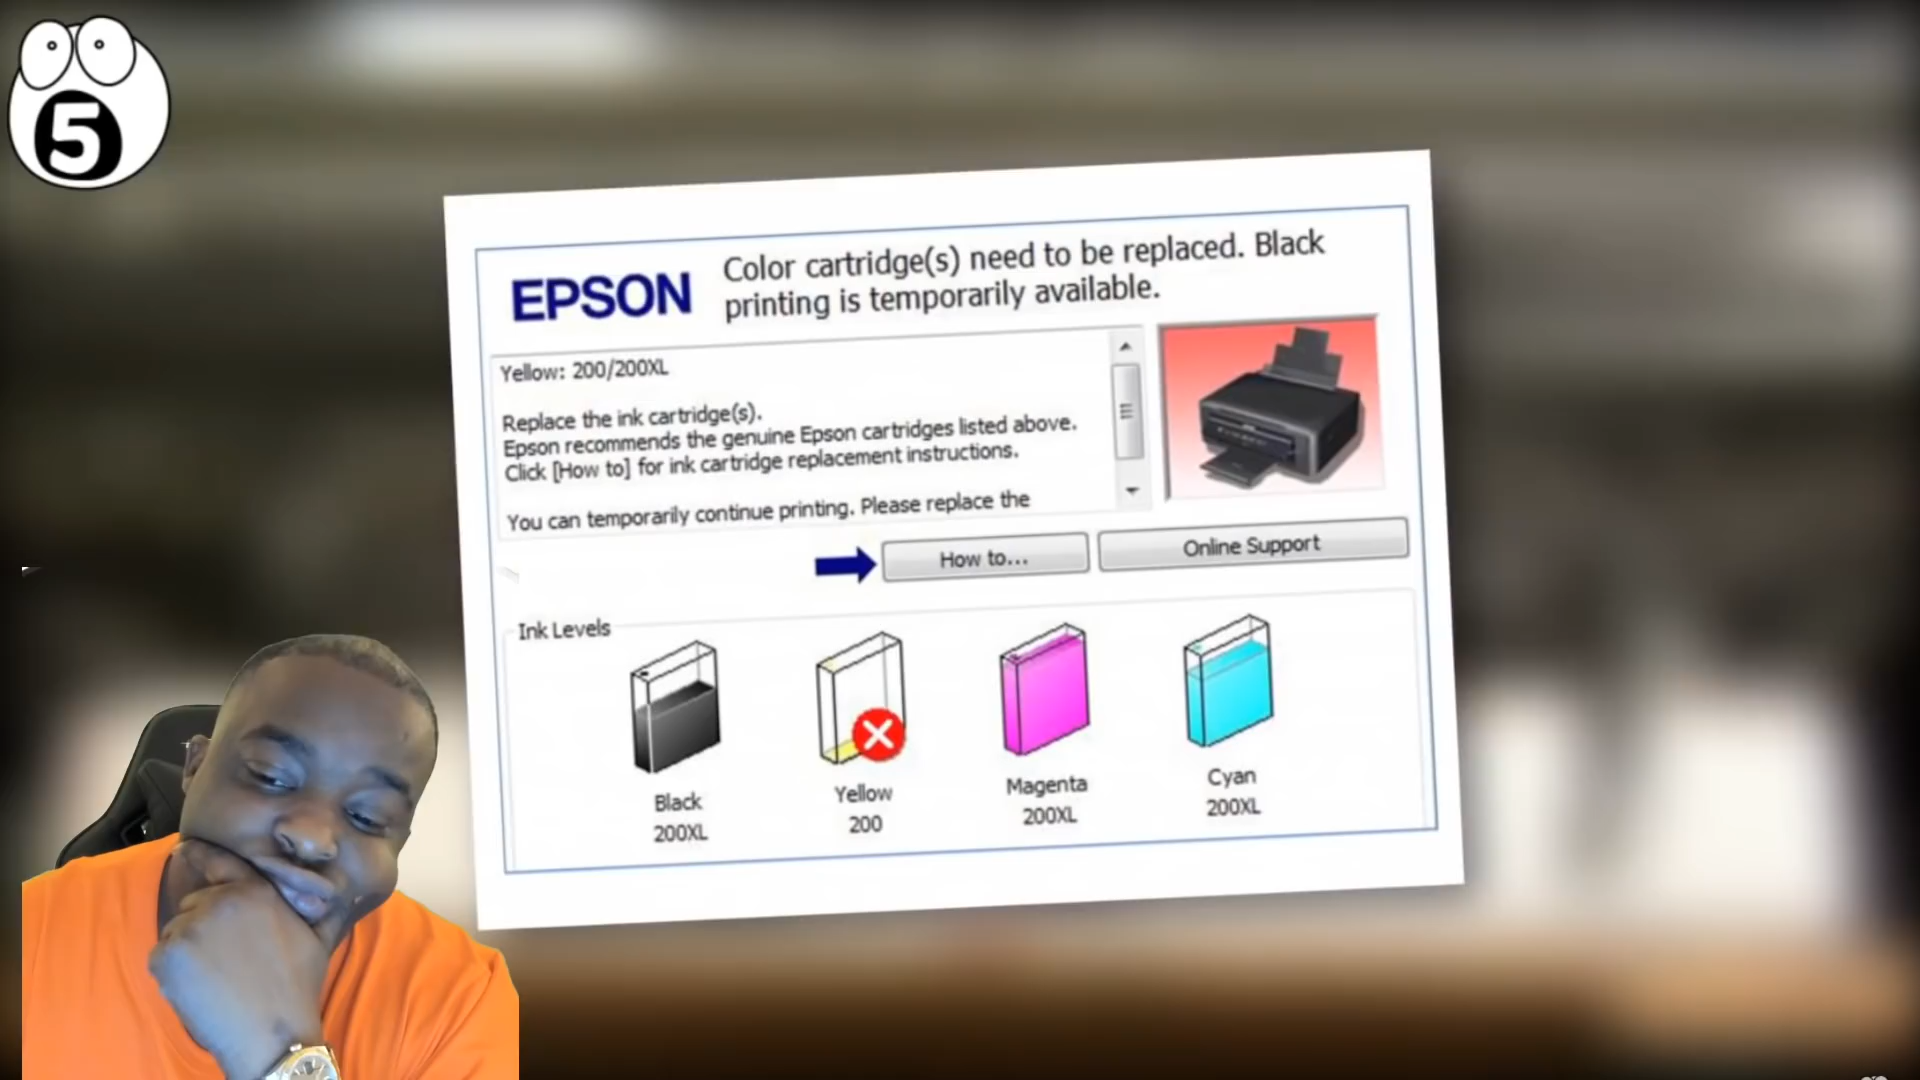 5
EPSON
Color cartridge(s) need to be replaced. Black
printing is temporarily available.
Yellow: 200/200XL
Replace the ink cartridge(s).
Epson recommends the genuine Epson cartridges listed above.
Click [How to] for ink cartridge replacement instructions.
You can temporarily continue printing. Please replace the
How to...
Online Support
Ink Levels
Black
200XL
Yellow
200
Magenta
200XL
Cyan
200XL